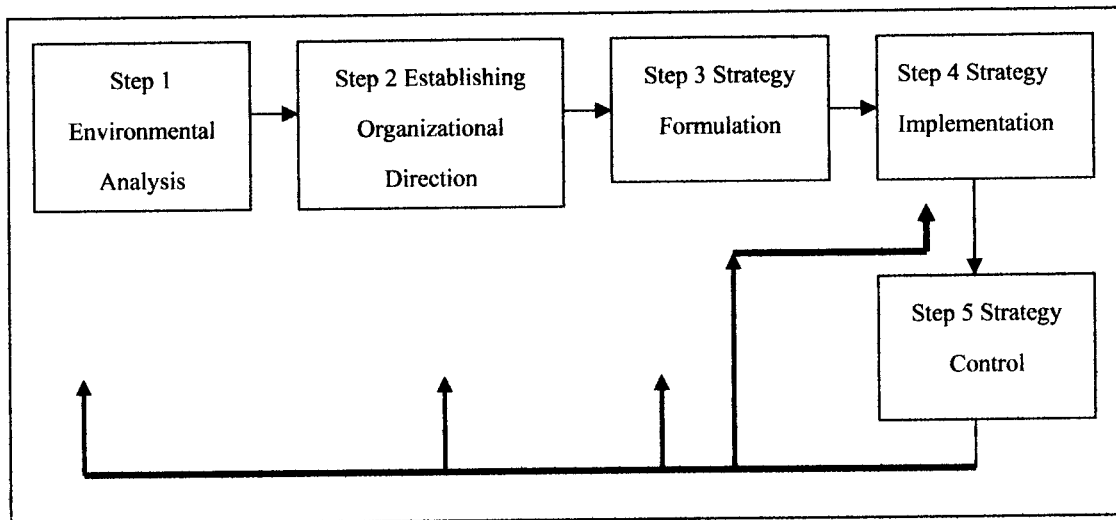 Step 1
Environmental
Analysis
Step 2 Establishing
Organizational
Direction
Step 3 Strategy
Formulation
Step 4 Strategy
Implementation
Step 5 Strategy
Control